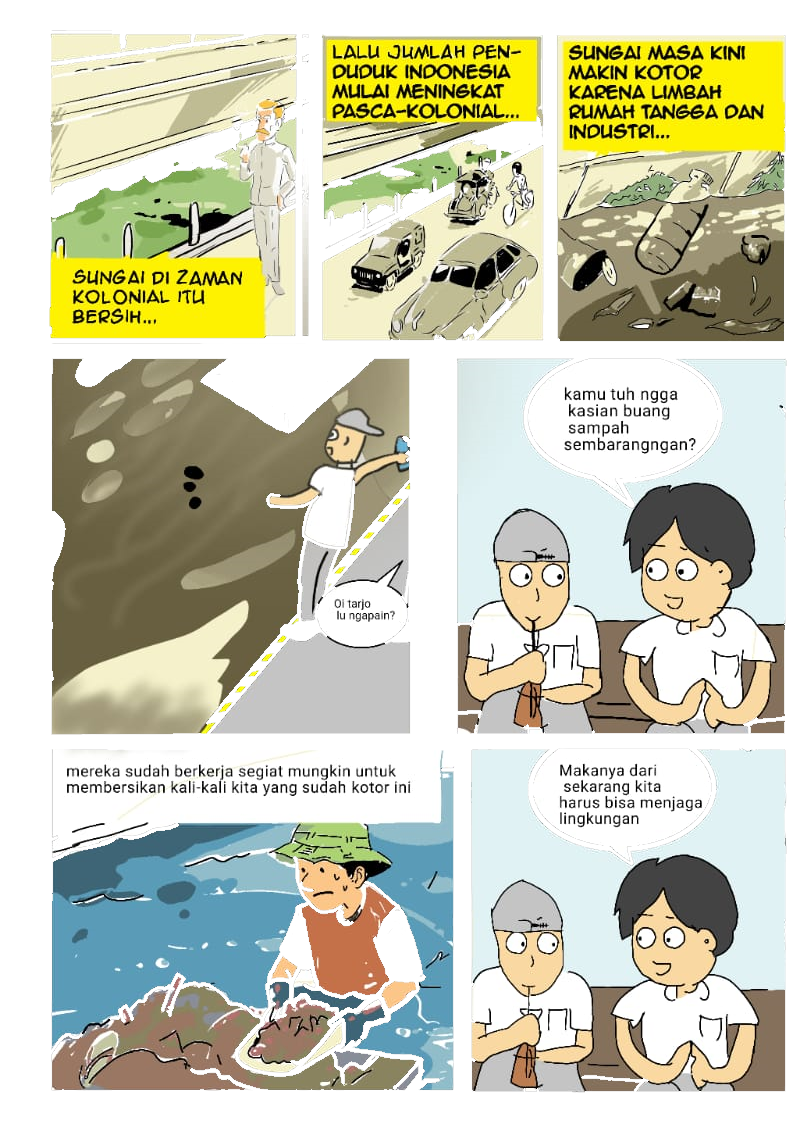 SUNGAI DI ZAMAN
KOLONIAL ITU
BERSIH...
LALU JUMLAH PEN-
DUDUK INDONESIA
MULAI MENINGKAT
PASCA-KOLONIAL...
SUNGAI MASA KINI
MAKIN KOTOR
KARENA LIMBAH
RUMAH TANGGA DAN
INDUSTRI...
Oi tarjo
lu ngapain?
kamu tuh ngga
kasian buang
sampah
sembarangngan?
mereka sudah berkerja segiat mungkin untuk
membersikan kali-kali kita yang sudah kotor ini
Makanya dari
sekarang kita
harus bisa menjaga
lingkungan